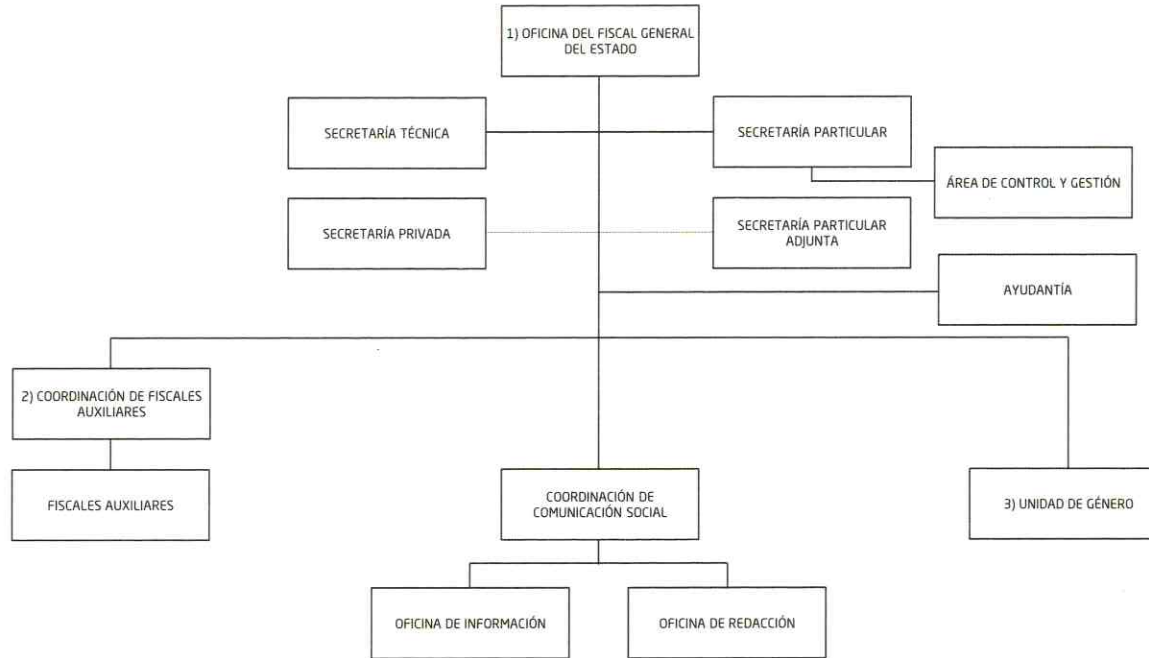 1) OFICINA DEL FISCAL GENERAL
DEL ESTADO
SECRETARÍA TÉCNICA
SECRETARÍA PARTICULAR
ÁREA DE CONTROL Y GESTIÓN
SECRETARÍA PRIVADA
SECRETARÍA PARTICULAR
ADJUNTA
AYUDANTÍA
2) COORDINACIÓN DE FISCALES
AUXILIARES
FISCALES AUXILIARES
COORDINACIÓN DE
COMUNICACIÓN SOCIAL
3) UNIDAD DE GÉNERO
OFICINA DE INFORMACIÓN
OFICINA DE REDACCIÓN